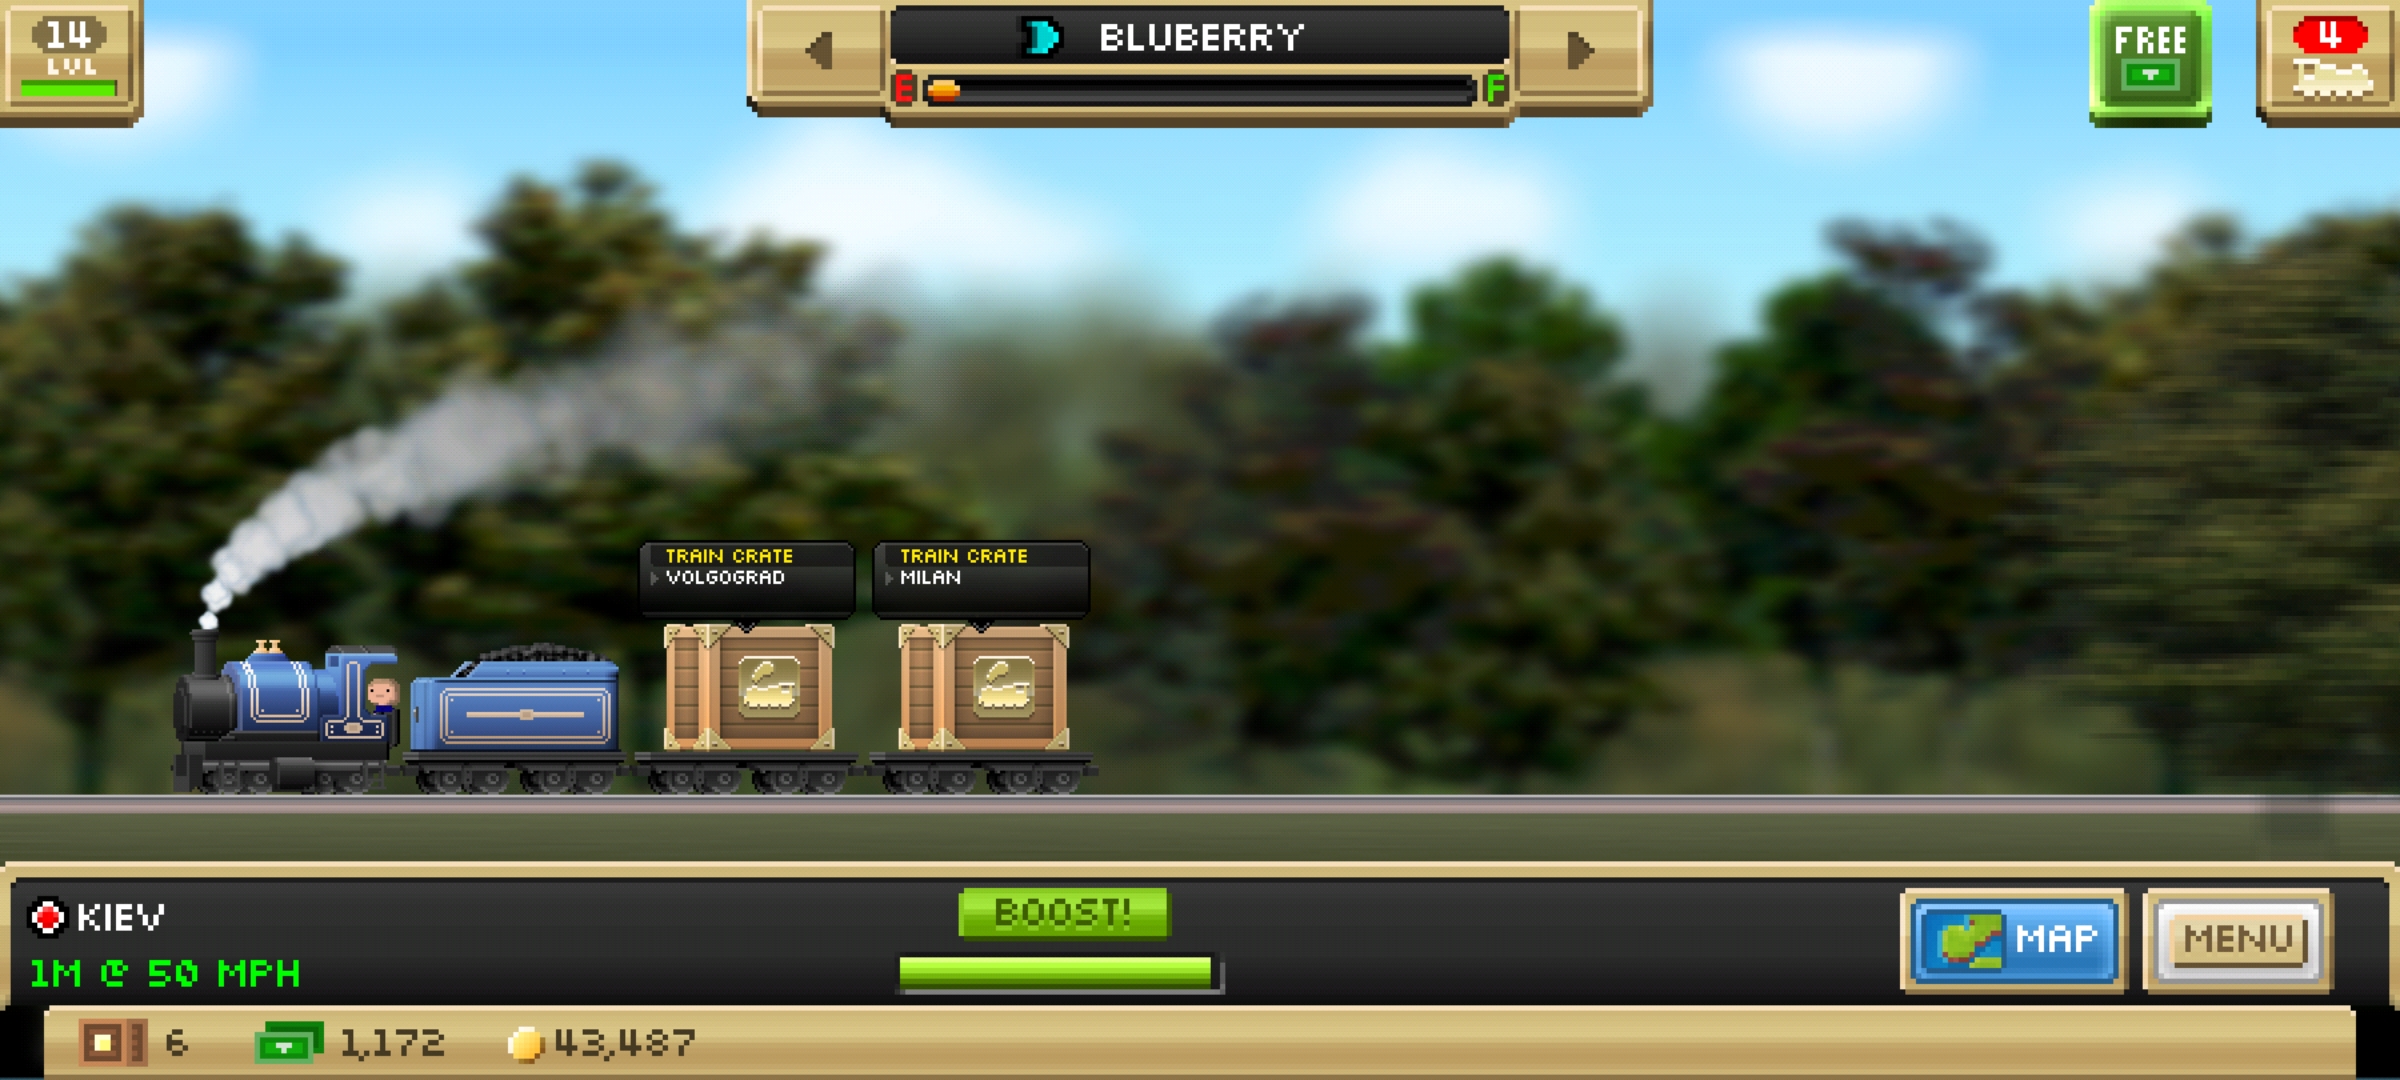 14
LVL
BLUBERRY
E F
FREE
4
TRAIN CRATE
VOLGOGRAD
TRAIN CRATE
MILAN
KIEV
1M @ 50 MPH
BOOST!
MAP
MENU
6 1,172 43,487